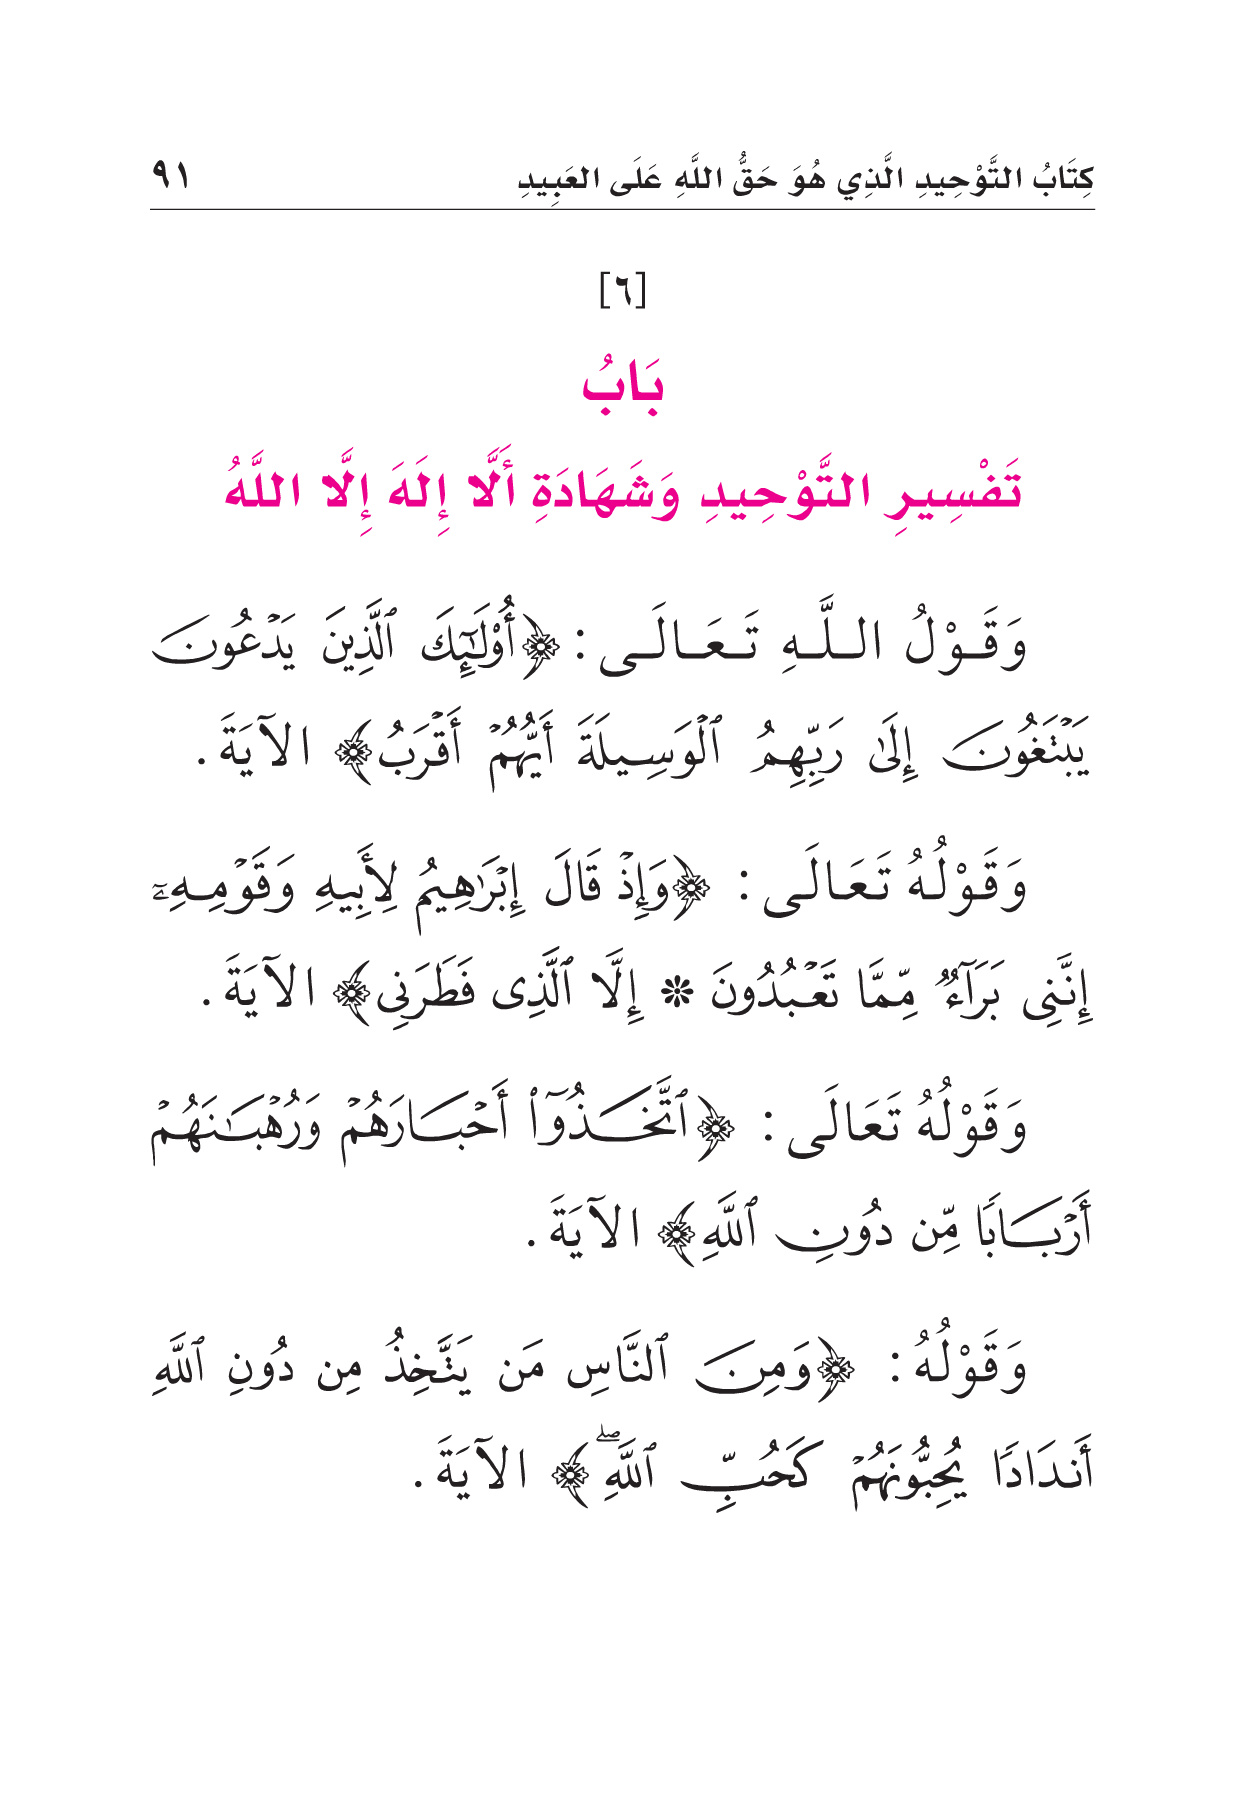 كِتَابُ التَّوْحِيدِ الَّذِي هُوَ حَقُّ اللَّهِ عَلَى العَبِيدِ ٩١
[٦]
بَابُ
تَفْسِيرِ التَّوْحِيدِ وَشَهَادَةِ أَلَّا إِلَهَ إِلَّا اللَّهُ
وَقَوْلُ اللَّهِ تَعَالَى: ﴿أُوْلَٰٓئِكَ ٱلَّذِينَ يَدۡعُونَ
يَبۡتَغُونَ إِلَىٰ رَبِّهِمُ ٱلۡوَسِيلَةَ أَيُّهُمۡ أَقۡرَبُ﴾ الآيَةَ.
وَقَوْلُهُ تَعَالَى: ﴿وَإِذۡ قَالَ إِبۡرَٰهِيمُ لِأَبِيهِ وَقَوۡمِهِۦٓ
إِنَّنِي بَرَآءٞ مِّمَّا تَعۡبُدُونَ * إِلَّا ٱلَّذِي فَطَرَنِي﴾ الآيَةَ.
وَقَوْلُهُ تَعَالَى: ﴿ٱتَّخَذُوٓاْ أَحۡبَارَهُمۡ وَرُهۡبَٰنَهُمۡ
أَرۡبَابٗا مِّن دُونِ ٱللَّهِ﴾ الآيَةَ.
وَقَوْلُهُ: ﴿وَمِنَ ٱلنَّاسِ مَن يَتَّخِذُ مِن دُونِ ٱللَّهِ
أَندَادٗا يُحِبُّونَهُمۡ كَحُبِّ ٱللَّهِۖ﴾ الآيَةَ.